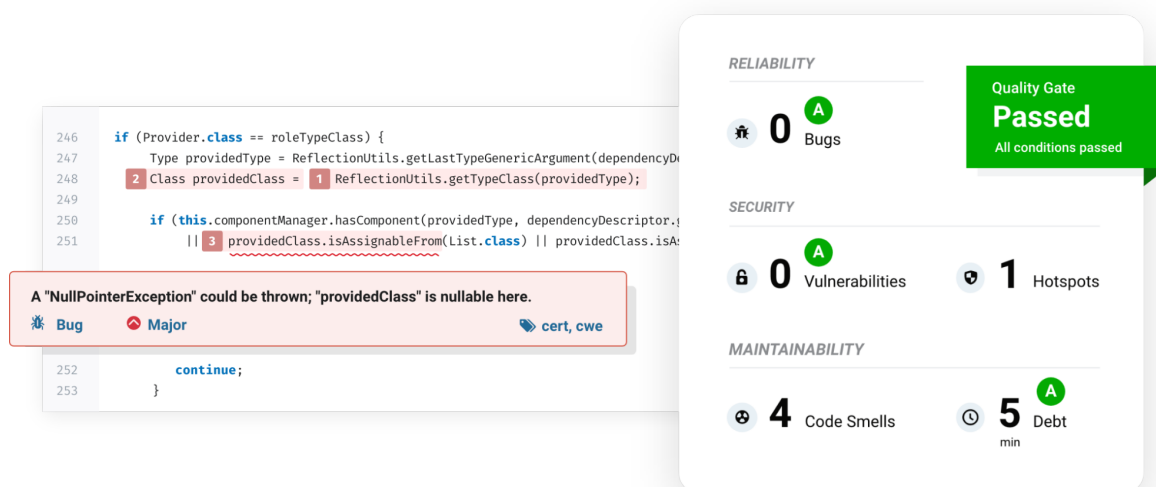 246 if (Provider.class == roleTypeClass) {
247 Type providedType = ReflectionUtils.getLastTypeGenericArgument(dependencyDe
248 2 Class providedClass = 1 ReflectionUtils.getTypeClass(providedType);
249
250 if (this.componentManager.hasComponent(providedType, dependencyDescriptor.g
251 || 3 providedClass.isAssignableFrom(List.class) || providedClass.isAs
A "NullPointerException" could be thrown; "providedClass" is nullable here.
Bug Major cert, cwe
252 continue;
253 }
RELIABILITY
0 A Bugs
Quality Gate
Passed
All conditions passed
SECURITY
0 A Vulnerabilities 1 Hotspots
MAINTAINABILITY
4 Code Smells 5 min A Debt